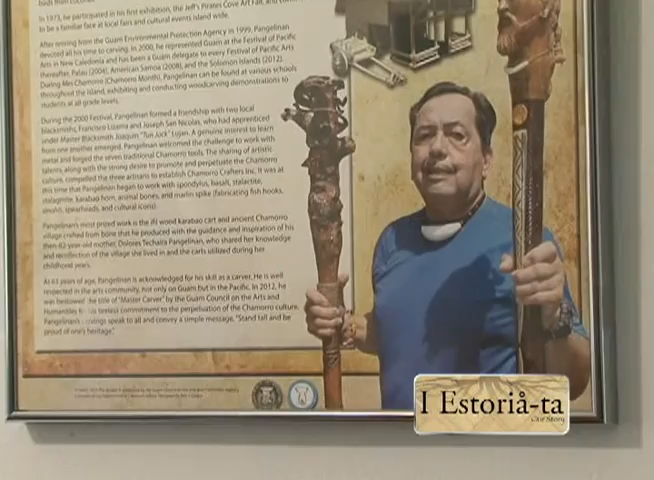 In 1973, he participated in his first exhibition, the Jeff's Pirates Cove Art Fair, and continues
to be a familiar face at local fairs and cultural events island wide.
After retiring from the Guam Environmental Protection Agency in 1999, Pangelinan
devoted all his time to carving. In 2000, he represented Guam at the Festival of Pacific
Arts in New Caledonia and has been a Guam delegate to every Festival of Pacific Arts
thereafter, Palau (2004), American Samoa (2008), and the Solomon Islands (2012).
During Mes Chamoro (Chamorro Month), Pangelinan can be found at various schools
throughout the island, exhibiting and conducting woodcarving demonstrations to
students at all grade levels.
During the 2000 Festival, Pangelinan formed a friendship with two local
blacksmiths, Francisco Lizama and Joseph San Nicolas, who had apprenticed
under Master Blacksmith Joaquin "Tun Jack" Lujan. A genuine interest to learn
from one another emerged. Pangelinan welcomed the challenge to work with
metal and forged the seven traditional Chamorro tools. The sharing of artistic
talents, along with the strong desire to promote and perpetuate the Chamorro
culture, compelled the three artisans to establish Chamorro Crafters Inc. It was at
this time that Pangelinan began to work with spondylus, basalt, stalactite,
stalagmite, karabao horn, animal bones, and marlin spike (fabricating fish hooks,
sinahi, spearheads, and cultural icons).
Pangelinan's most prized work is the ifil wood karabao cart and ancient Chamorro
village crafted from bone that he produced with the guidance and inspiration of his
then-82-year-old mother, Dolores Techaira Pangelinan, who shared her knowledge
and recollection of the village she lived in and the carts utilized during her
childhood years.
At 63 years of age, Pangelinan is acknowledged for his skill as a carver. He is well
respected in the arts community, not only on Guam but in the Pacific. In 2012, he
was bestowed the title of "Master Carver" by the Guam Council on the Arts and
Humanities for his tireless commitment to the perpetuation of the Chamorro culture.
Pangelinan's carvings speak to all and convey a simple message, "Stand tall and be
proud of one's heritage."
I Estoriå-ta
Our Story